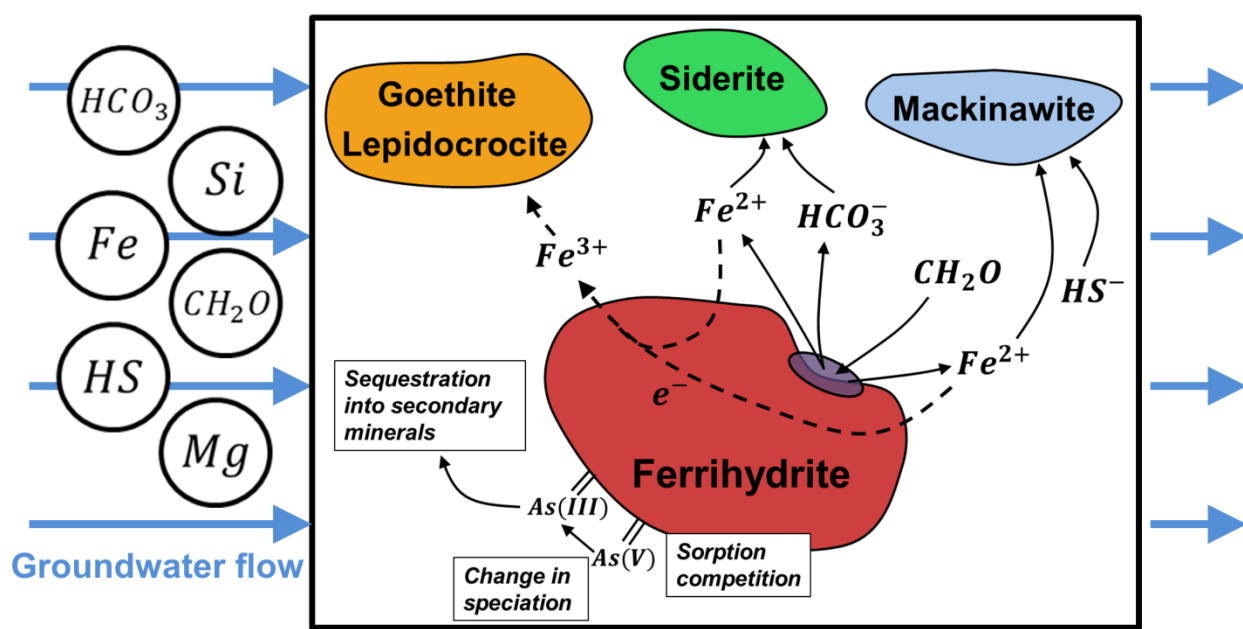 HCO₃
Si
Fe
CH₂O
HS
Mg
Groundwater flow
Goethite
Lepidocrocite
Siderite
Mackinawite
Fe³⁺
Fe²⁺
HCO₃⁻
CH₂O
HS⁻
Fe²⁺
e⁻
Ferrihydrite
Sequestration
into secondary
minerals
As(III)
As(V)
Change in
speciation
Sorption
competition